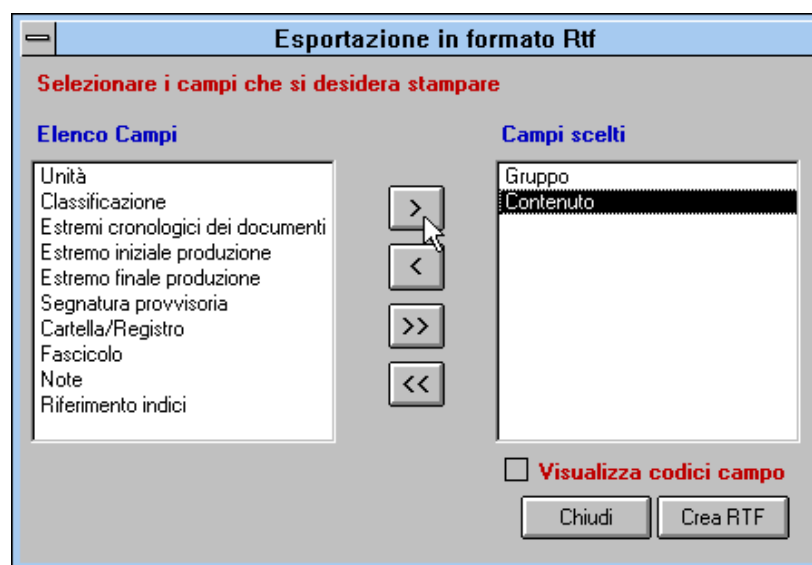 Esportazione in formato Rtf
Selezionare i campi che si desidera stampare
Elenco Campi
Unità
Classificazione
Estremi cronologici dei documenti
Estremo iniziale produzione
Estremo finale produzione
Segnatura provvisoria
Cartella/Registro
Fascicolo
Note
Riferimento indici
>
<
>>
<<
Campi scelti
Gruppo
Contenuto
Visualizza codici campo
Chiudi
Crea RTF